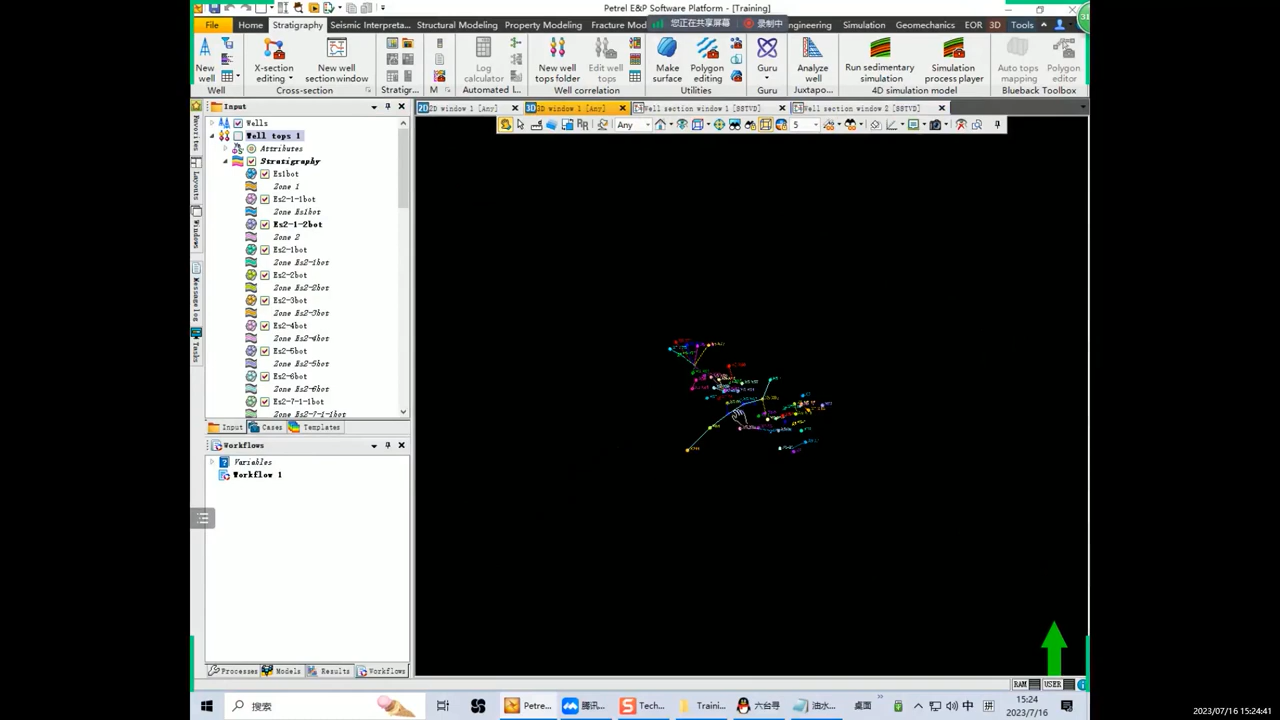 Petrel E&P Software Platform - [Training]
File Home Stratigraphy Seismic Interpreta... Structural Modeling Property Modeling Fracture Mod 您正在共享屏幕 录制中 ngineering Simulation Geomechanics EOR 3D Tools
New well
X-section editing
New well section window
Log calculator
New well tops folder
Edit well tops
Make surface
Polygon editing
Guru
Analyze well
Run sedimentary simulation
Simulation process player
Auto tops mapping
Polygon editor
Well Cross-section Stratigr... M Automated l... Well correlation Utilities Guru Juxtapo... 4D simulation model Blueback Toolbox
Input
2D window 1 [Any] 3D window 1 [Any] Well section window 1 [SSTVD] Well section window 2 [SSTVD]
Any 5
Favorites
Layouts
Windows
Message log
Tasks
Wells
Well tops 1
Attributes
Stratigraphy
Es1bot
Zone 1
Es2-1-1bot
Zone Es1bot
Es2-1-2bot
Zone 2
Es2-1bot
Zone Es2-1bot
Es2-2bot
Zone Es2-2bot
Es2-3bot
Zone Es2-3bot
Es2-4bot
Zone Es2-4bot
Es2-5bot
Zone Es2-5bot
Es2-6bot
Zone Es2-6bot
Es2-7-1-1bot
Zone Es2-7-1-1bot
Input Cases Templates
Workflows
Variables
Workflow 1
Processes Models Results Workflows
RAM USER
搜索
Petre... 腾讯... Tech... Traini... 六台寻 油水... 桌面 中 拼
15:24
2023/7/16
2023/07/16 15:24:41